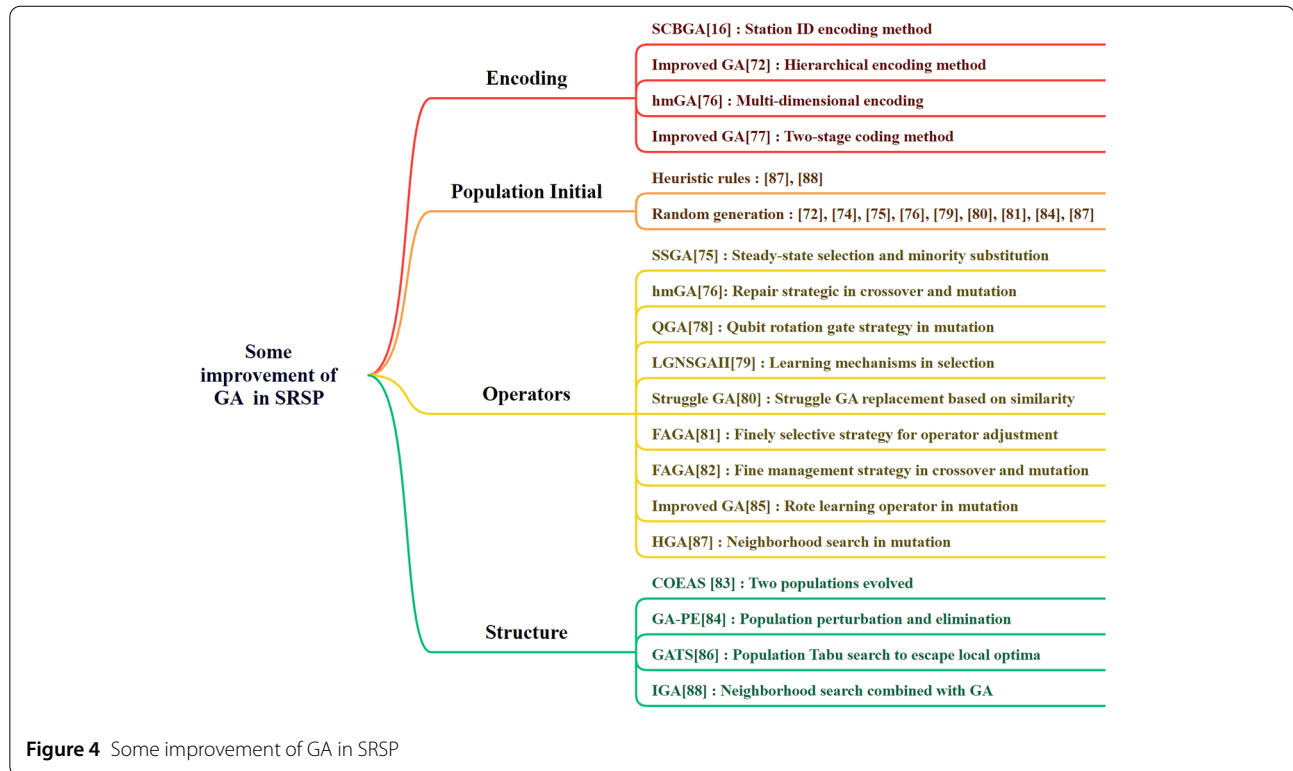 Some
improvement of
GA in SRSP
Encoding
SCBGA[16] : Station ID encoding method
Improved GA[72] : Hierarchical encoding method
hmGA[76] : Multi-dimensional encoding
Improved GA[77] : Two-stage coding method
Population Initial
Heuristic rules : [87], [88]
Random generation : [72], [74], [75], [76], [79], [80], [81], [84], [87]
Operators
SSGA[75] : Steady-state selection and minority substitution
hmGA[76]: Repair strategic in crossover and mutation
QGA[78] : Qubit rotation gate strategy in mutation
LGNSGAII[79] : Learning mechanisms in selection
Struggle GA[80] : Struggle GA replacement based on similarity
FAGA[81] : Finely selective strategy for operator adjustment
FAGA[82] : Fine management strategy in crossover and mutation
Improved GA[85] : Rote learning operator in mutation
HGA[87] : Neighborhood search in mutation
Structure
COEAS [83] : Two populations evolved
GA-PE[84] : Population perturbation and elimination
GATS[86] : Population Tabu search to escape local optima
IGA[88] : Neighborhood search combined with GA
Figure 4 Some improvement of GA in SRSP